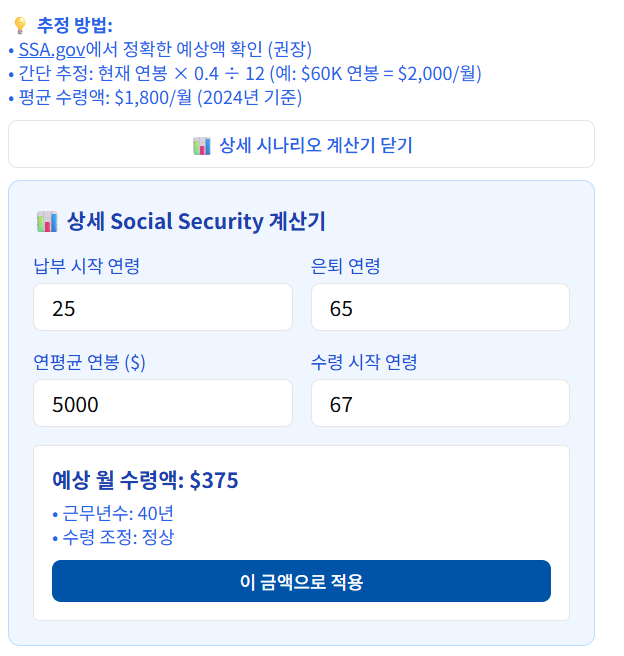 💡 추정 방법:
• SSA.gov에서 정확한 예상액 확인 (권장)
• 간단 추정: 현재 연봉 × 0.4 ÷ 12 (예: $60K 연봉 = $2,000/월)
• 평균 수령액: $1,800/월 (2024년 기준)
📊 상세 시나리오 계산기 닫기
📊 상세 Social Security 계산기
납부 시작 연령
은퇴 연령
25
65
연평균 연봉 ($)
수령 시작 연령
5000
67
예상 월 수령액: $375
• 근무년수: 40년
• 수령 조정: 정상
이 금액으로 적용